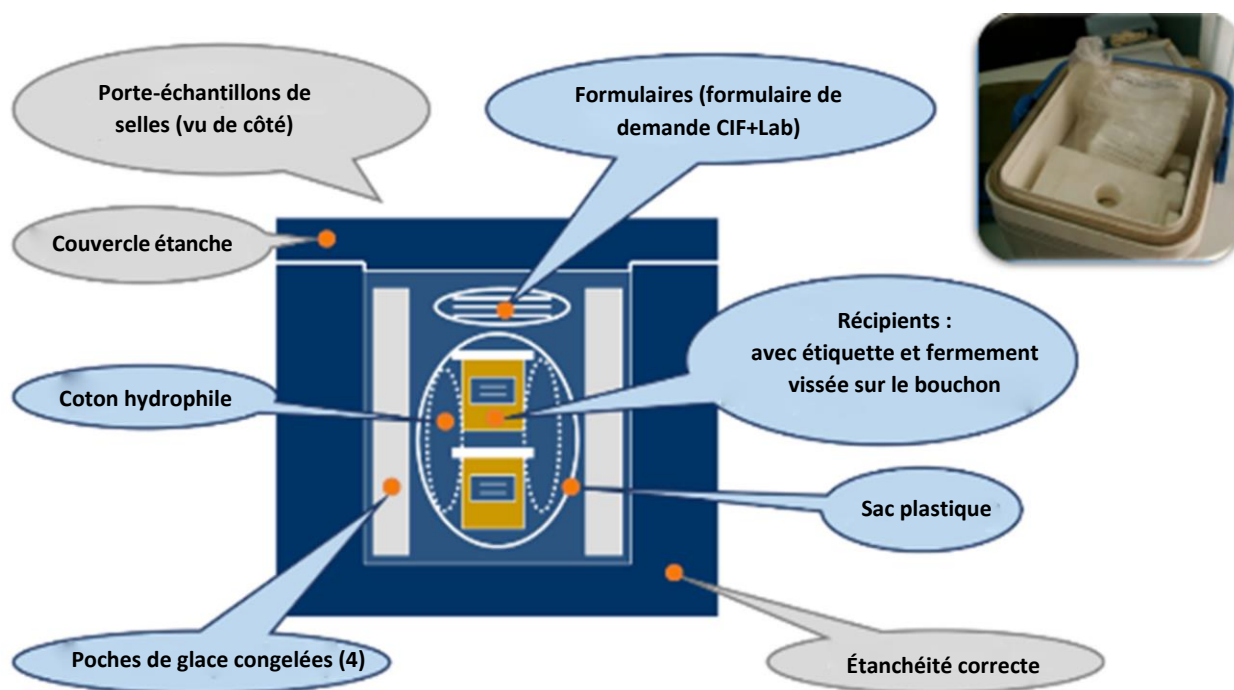 Porte-échantillons de
selles (vu de côté)
Formulaires (formulaire de
demande CIF+Lab)
Couvercle étanche
Récipients :
avec étiquette et fermement
vissée sur le bouchon
Coton hydrophile
Sac plastique
Poches de glace congelées (4)
Étanchéité correcte